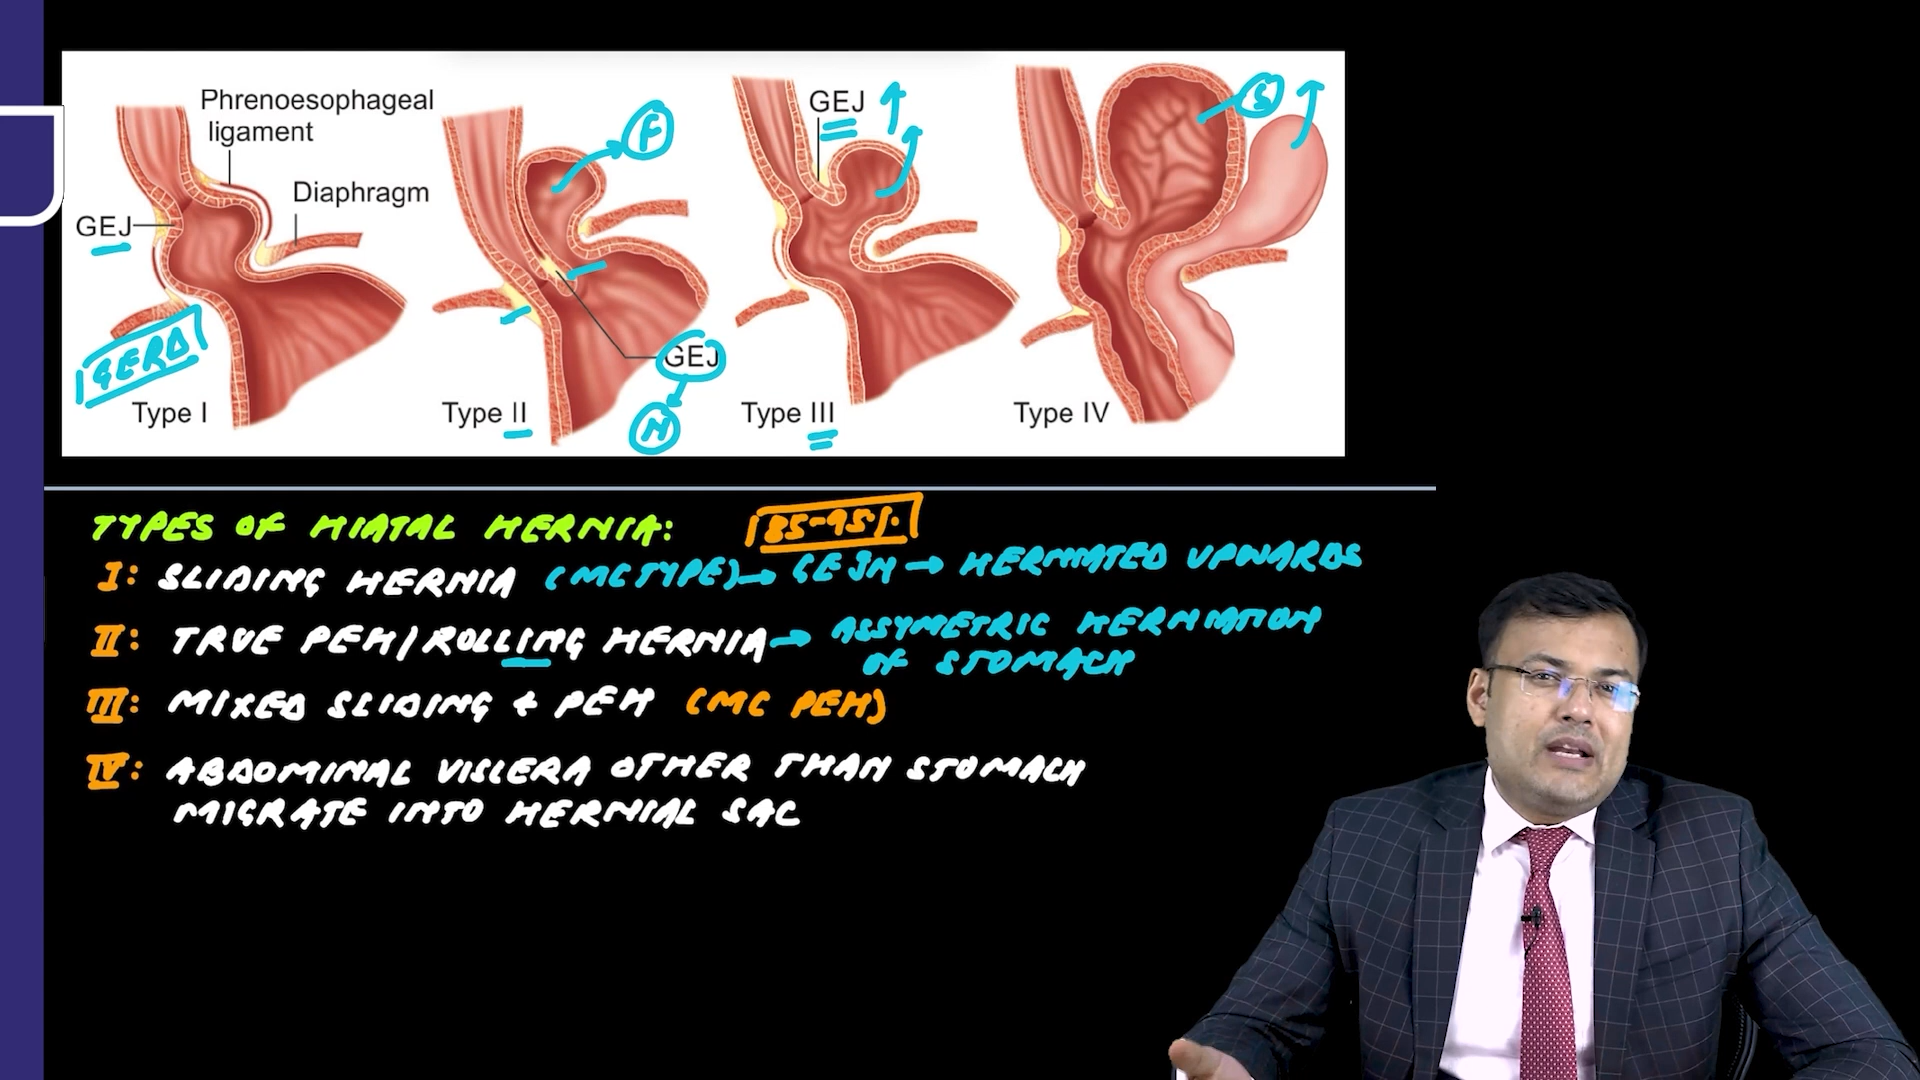 Phrenoesophageal
ligament
Diaphragm
GEJ
GERD
Type I
F
GEJ
N
Type II
GEJ
Type III
S
Type IV
TYPES OF HIATAL HERNIA: 85-95%
I: SLIDING HERNIA (MC TYPE) → GEJN → HERNIATED UPWARDS
II: TRUE PEH/ROLLING HERNIA → ASSYMETRIC HERNIATION
OF STOMACH
III: MIXED SLIDING + PEH (MC PEH)
IV: ABDOMINAL VISCERA OTHER THAN STOMACH
MIGRATE INTO HERNIAL SAC